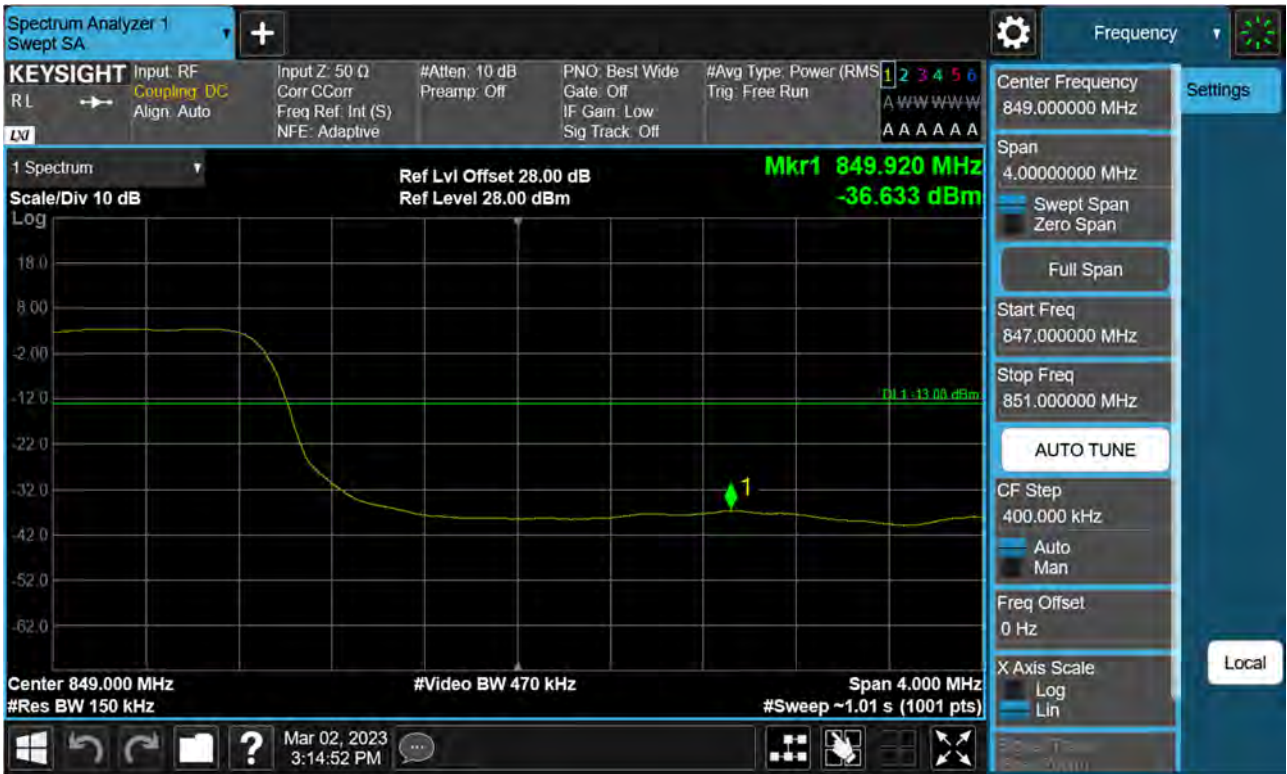 Spectrum Analyzer 1
Swept SA
+
Frequency
KEYSIGHT
R L
LXI
Input: RF
Coupling: DC
Align: Auto
Input Z: 50 Ω
Corr CCorr
Freq Ref: Int (S)
NFE: Adaptive
#Atten: 10 dB
Preamp: Off
PNO: Best Wide
Gate: Off
IF Gain: Low
Sig Track: Off
#Avg Type: Power (RMS
Trig: Free Run
1 2 3 4 5 6
A W W W W W
A A A A A A
1 Spectrum
Scale/Div 10 dB
Log
Ref Lvl Offset 28.00 dB
Ref Level 28.00 dBm
Mkr1 849.920 MHz
-36.633 dBm
18.0
8.00
-2.00
-12.0
-22.0
-32.0
-42.0
-52.0
-62.0
DL1 -13.00 dBm
1
Center 849.000 MHz
#Res BW 150 kHz
#Video BW 470 kHz
Span 4.000 MHz
#Sweep ~1.01 s (1001 pts)
Center Frequency
849.000000 MHz
Settings
Span
4.00000000 MHz
Swept Span
Zero Span
Full Span
Start Freq
847.000000 MHz
Stop Freq
851.000000 MHz
AUTO TUNE
CF Step
400.000 kHz
Auto
Man
Freq Offset
0 Hz
X Axis Scale
Log
Lin
Local
?
Mar 02, 2023
3:14:52 PM